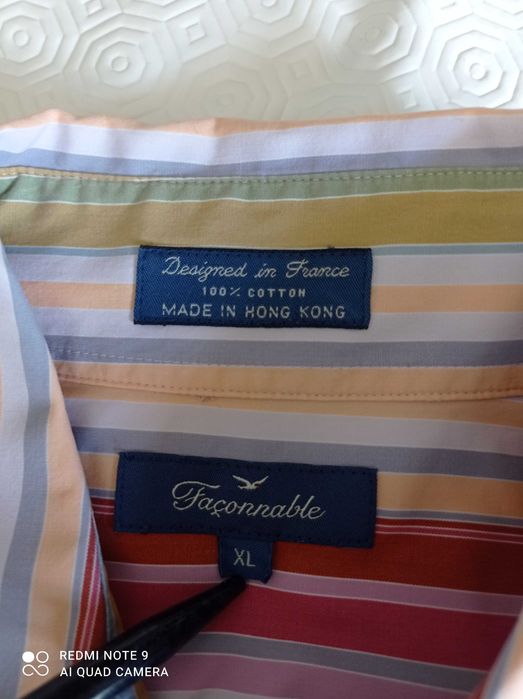 Designed in France
100% COTTON
MADE IN HONG KONG
Façonnable
XL
REDMI NOTE 9
AI QUAD CAMERA